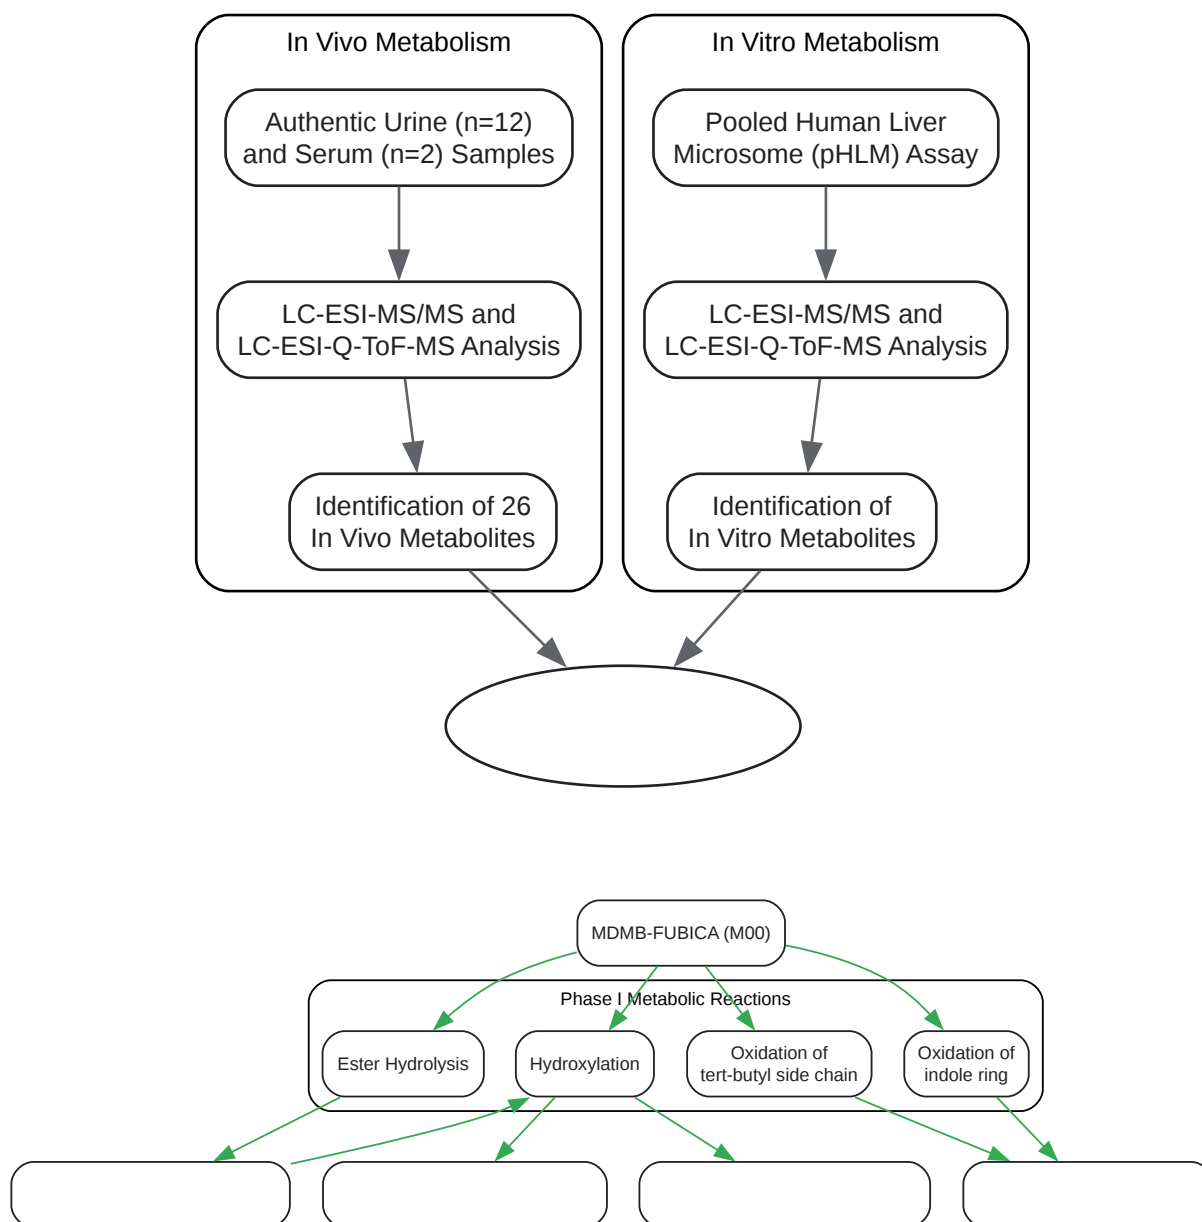 In Vivo Metabolism
Authentic Urine (n=12)
and Serum (n=2) Samples
LC-ESI-MS/MS and
LC-ESI-Q-ToF-MS Analysis
Identification of 26
In Vivo Metabolites
In Vitro Metabolism
Pooled Human Liver
Microsome (pHLM) Assay
LC-ESI-MS/MS and
LC-ESI-Q-ToF-MS Analysis
Identification of
In Vitro Metabolites
MDMB-FUBICA (M00)
Phase I Metabolic Reactions
Ester Hydrolysis
Hydroxylation
Oxidation of
tert-butyl side chain
Oxidation of
indole ring